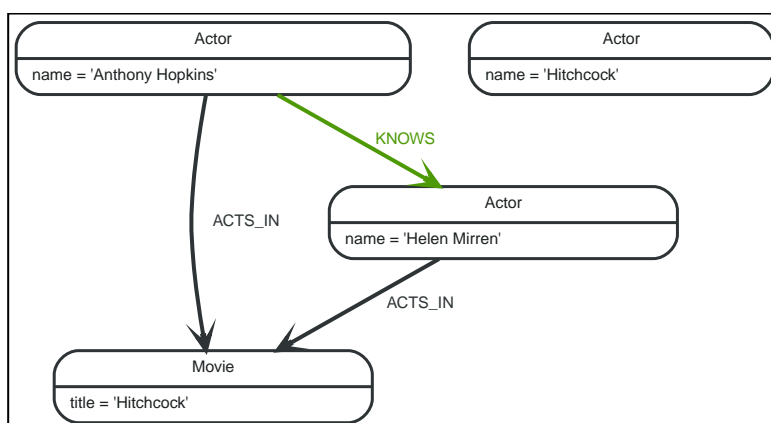 Actor
name = 'Anthony Hopkins'
Actor
name = 'Hitchcock'
KNOWS
Actor
name = 'Helen Mirren'
ACTS_IN
ACTS_IN
Movie
title = 'Hitchcock'